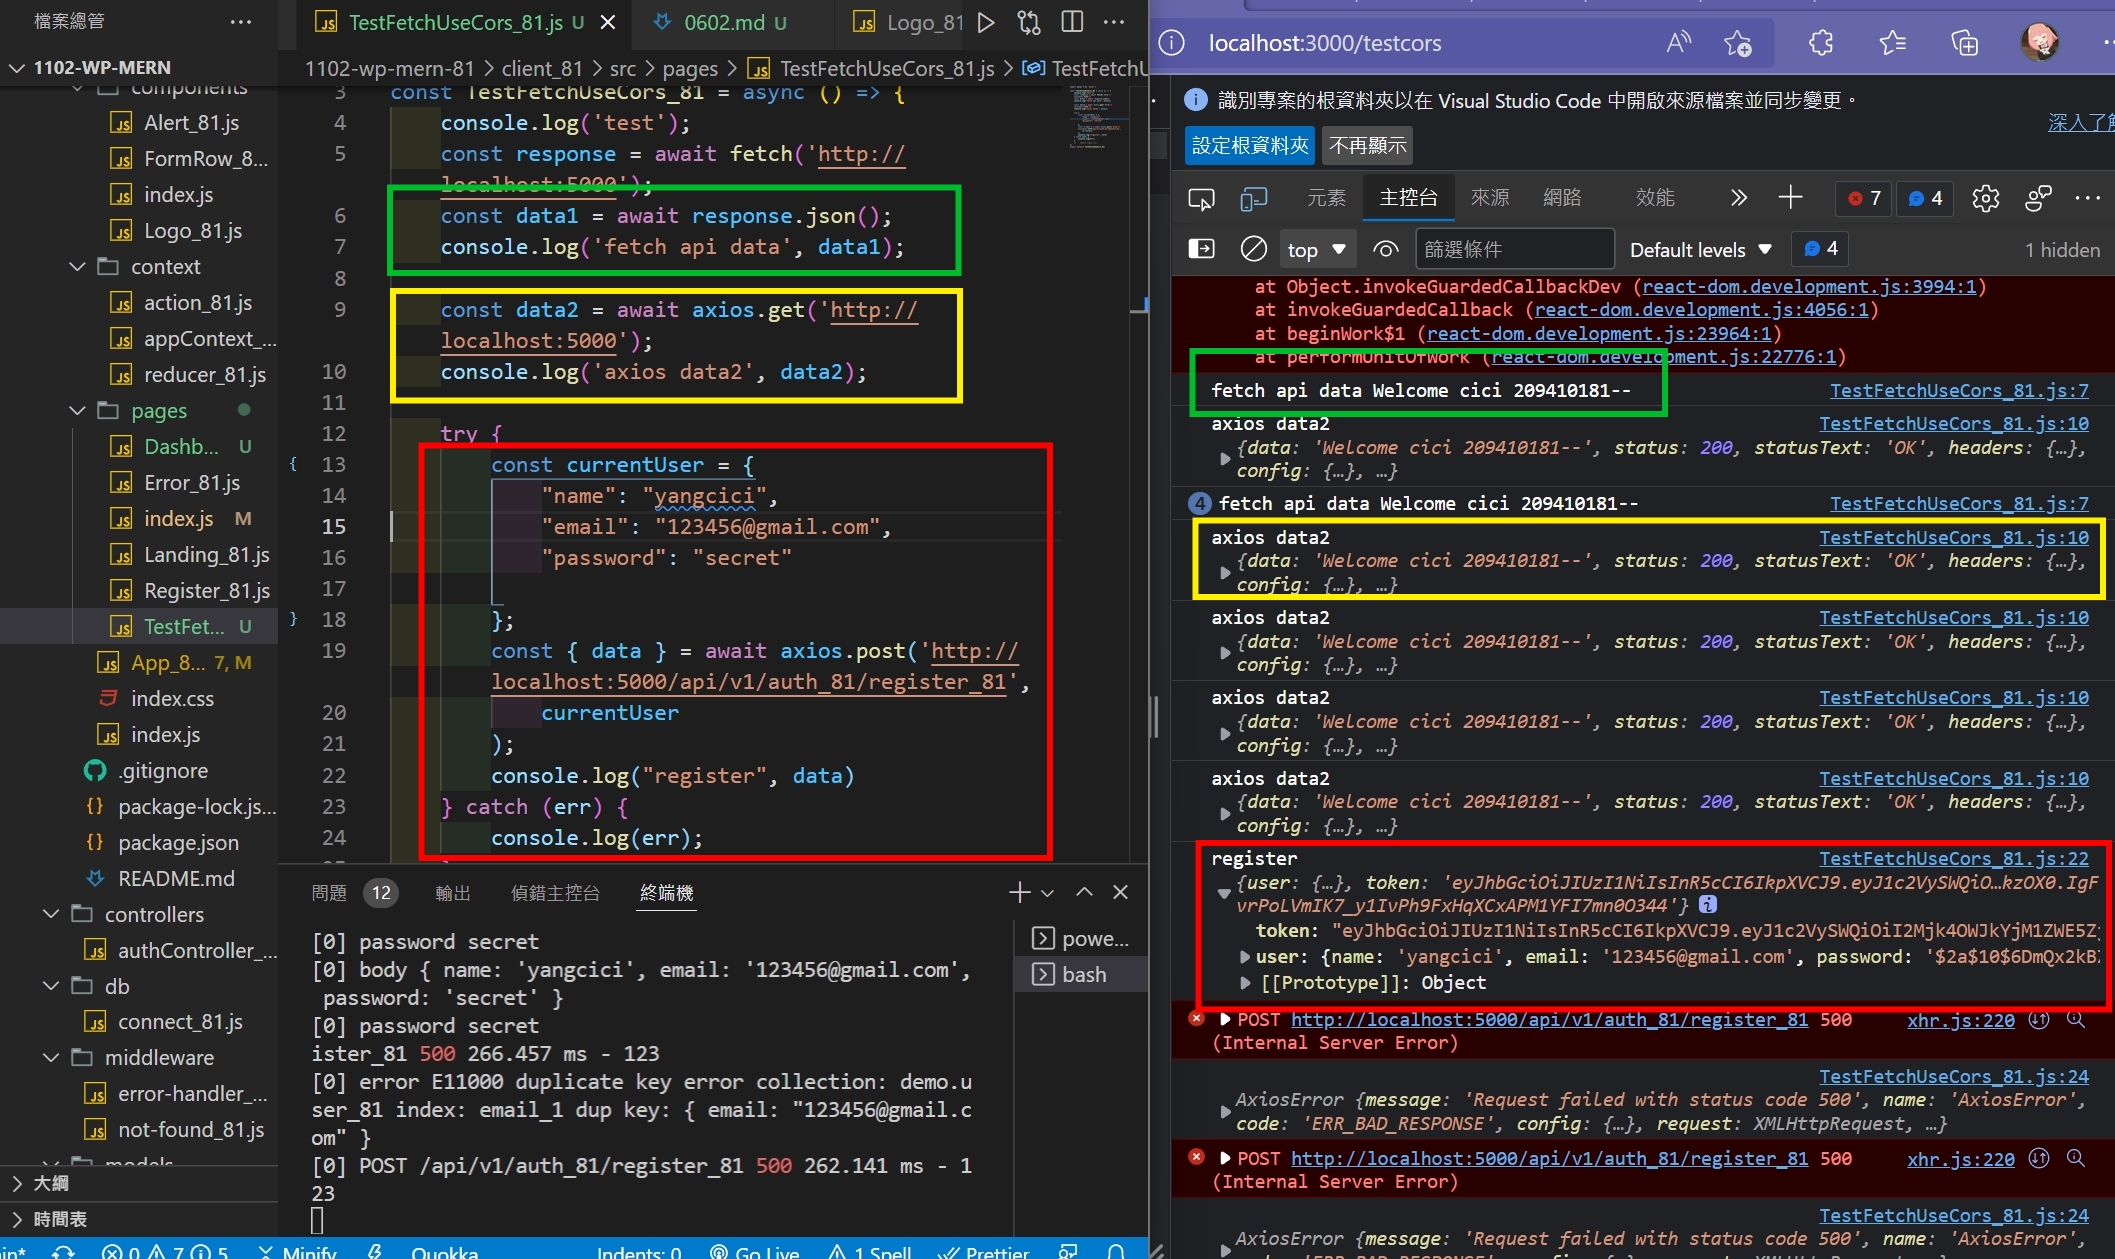 檔案總管
1102-WP-MERN
components
Alert_81.js
FormRow_8...
index.js
Logo_81.js
context
action_81.js
appContext_...
reducer_81.js
pages
Dashb... U
Error_81.js
index.js M
Landing_81.js
Register_81.js
TestFet... U
App_8... 7, M
index.css
index.js
.gitignore
package-lock.js...
package.json
README.md
controllers
authController_...
db
connect_81.js
middleware
error-handler_...
not-found_81.js
models
大綱
時間表
TestFetchUseCors_81.js U
0602.md U
Logo_81
1102-wp-mern-81 > client_81 > src > pages > TestFetchUseCors_81.js > TestFetchU
3 const TestFetchUseCors_81 = async () => {
4 console.log('test');
5 const response = await fetch('http://
localhost:5000');
6 const data1 = await response.json();
7 console.log('fetch api data', data1);
8
9 const data2 = await axios.get('http://
localhost:5000');
10 console.log('axios data2', data2);
11
12 try {
13 const currentUser = {
14 "name": "yangcici",
15 "email": "123456@gmail.com",
16 "password": "secret"
17
18 };
19 const { data } = await axios.post('http://
localhost:5000/api/v1/auth_81/register_81',
20 currentUser
21 );
22 console.log("register", data)
23 } catch (err) {
24 console.log(err);
問題 12 輸出 偵錯主控台 終端機
[0] password secret
[0] body { name: 'yangcici', email: '123456@gmail.com',
password: 'secret' }
[0] password secret
ister_81 500 266.457 ms - 123
[0] error E11000 duplicate key error collection: demo.u
ser_81 index: email_1 dup key: { email: "123456@gmail.c
om" }
[0] POST /api/v1/auth_81/register_81 500 262.141 ms - 1
23
powe...
bash
in* 0 7 5 Minify Quokka Indents: 0 Go Live 1 Spell Prettier
localhost:3000/testcors
識別專案的根資料夾以在 Visual Studio Code 中開啟來源檔案並同步變更。
深入了解
設定根資料夾 不再顯示
元素 主控台 來源 網路 效能 7 4
top 篩選條件 Default levels 4 1 hidden
at Object.invokeGuardedCallbackDev (react-dom.development.js:3994:1)
at invokeGuardedCallback (react-dom.development.js:4056:1)
at beginWork$1 (react-dom.development.js:23964:1)
at performUnitOfWork (react-dom.development.js:22776:1)
fetch api data Welcome cici 209410181-- TestFetchUseCors_81.js:7
axios data2 TestFetchUseCors_81.js:10
{data: 'Welcome cici 209410181--', status: 200, statusText: 'OK', headers: {…},
config: {…}, …}
4 fetch api data Welcome cici 209410181-- TestFetchUseCors_81.js:7
axios data2 TestFetchUseCors_81.js:10
{data: 'Welcome cici 209410181--', status: 200, statusText: 'OK', headers: {…},
config: {…}, …}
axios data2 TestFetchUseCors_81.js:10
{data: 'Welcome cici 209410181--', status: 200, statusText: 'OK', headers: {…},
config: {…}, …}
axios data2 TestFetchUseCors_81.js:10
{data: 'Welcome cici 209410181--', status: 200, statusText: 'OK', headers: {…},
config: {…}, …}
axios data2 TestFetchUseCors_81.js:10
{data: 'Welcome cici 209410181--', status: 200, statusText: 'OK', headers: {…},
config: {…}, …}
register TestFetchUseCors_81.js:22
{user: {…}, token: 'eyJhbGciOiJIUzI1NiIsInR5cCI6IkpXVCJ9.eyJ1c2VySWQiO…kzOX0.IgF
vrPoLVmIK7_y1IvPh9FxHqXCxAPM1YFI7mn0O344'}
token: "eyJhbGciOiJIUzI1NiIsInR5cCI6IkpXVCJ9.eyJ1c2VySWQiOiI2Mjk4OWJkYjM1ZWE5Zj
user: {name: 'yangcici', email: '123456@gmail.com', password: '$2a$10$6DmQx2kB
[[Prototype]]: Object
POST http://localhost:5000/api/v1/auth_81/register_81 500 xhr.js:220
(Internal Server Error)
TestFetchUseCors_81.js:24
AxiosError {message: 'Request failed with status code 500', name: 'AxiosError',
code: 'ERR_BAD_RESPONSE', config: {…}, request: XMLHttpRequest, …}
POST http://localhost:5000/api/v1/auth_81/register_81 500 xhr.js:220
(Internal Server Error)
TestFetchUseCors_81.js:24
AxiosError {message: 'Request failed with status code 500', name: 'AxiosError',